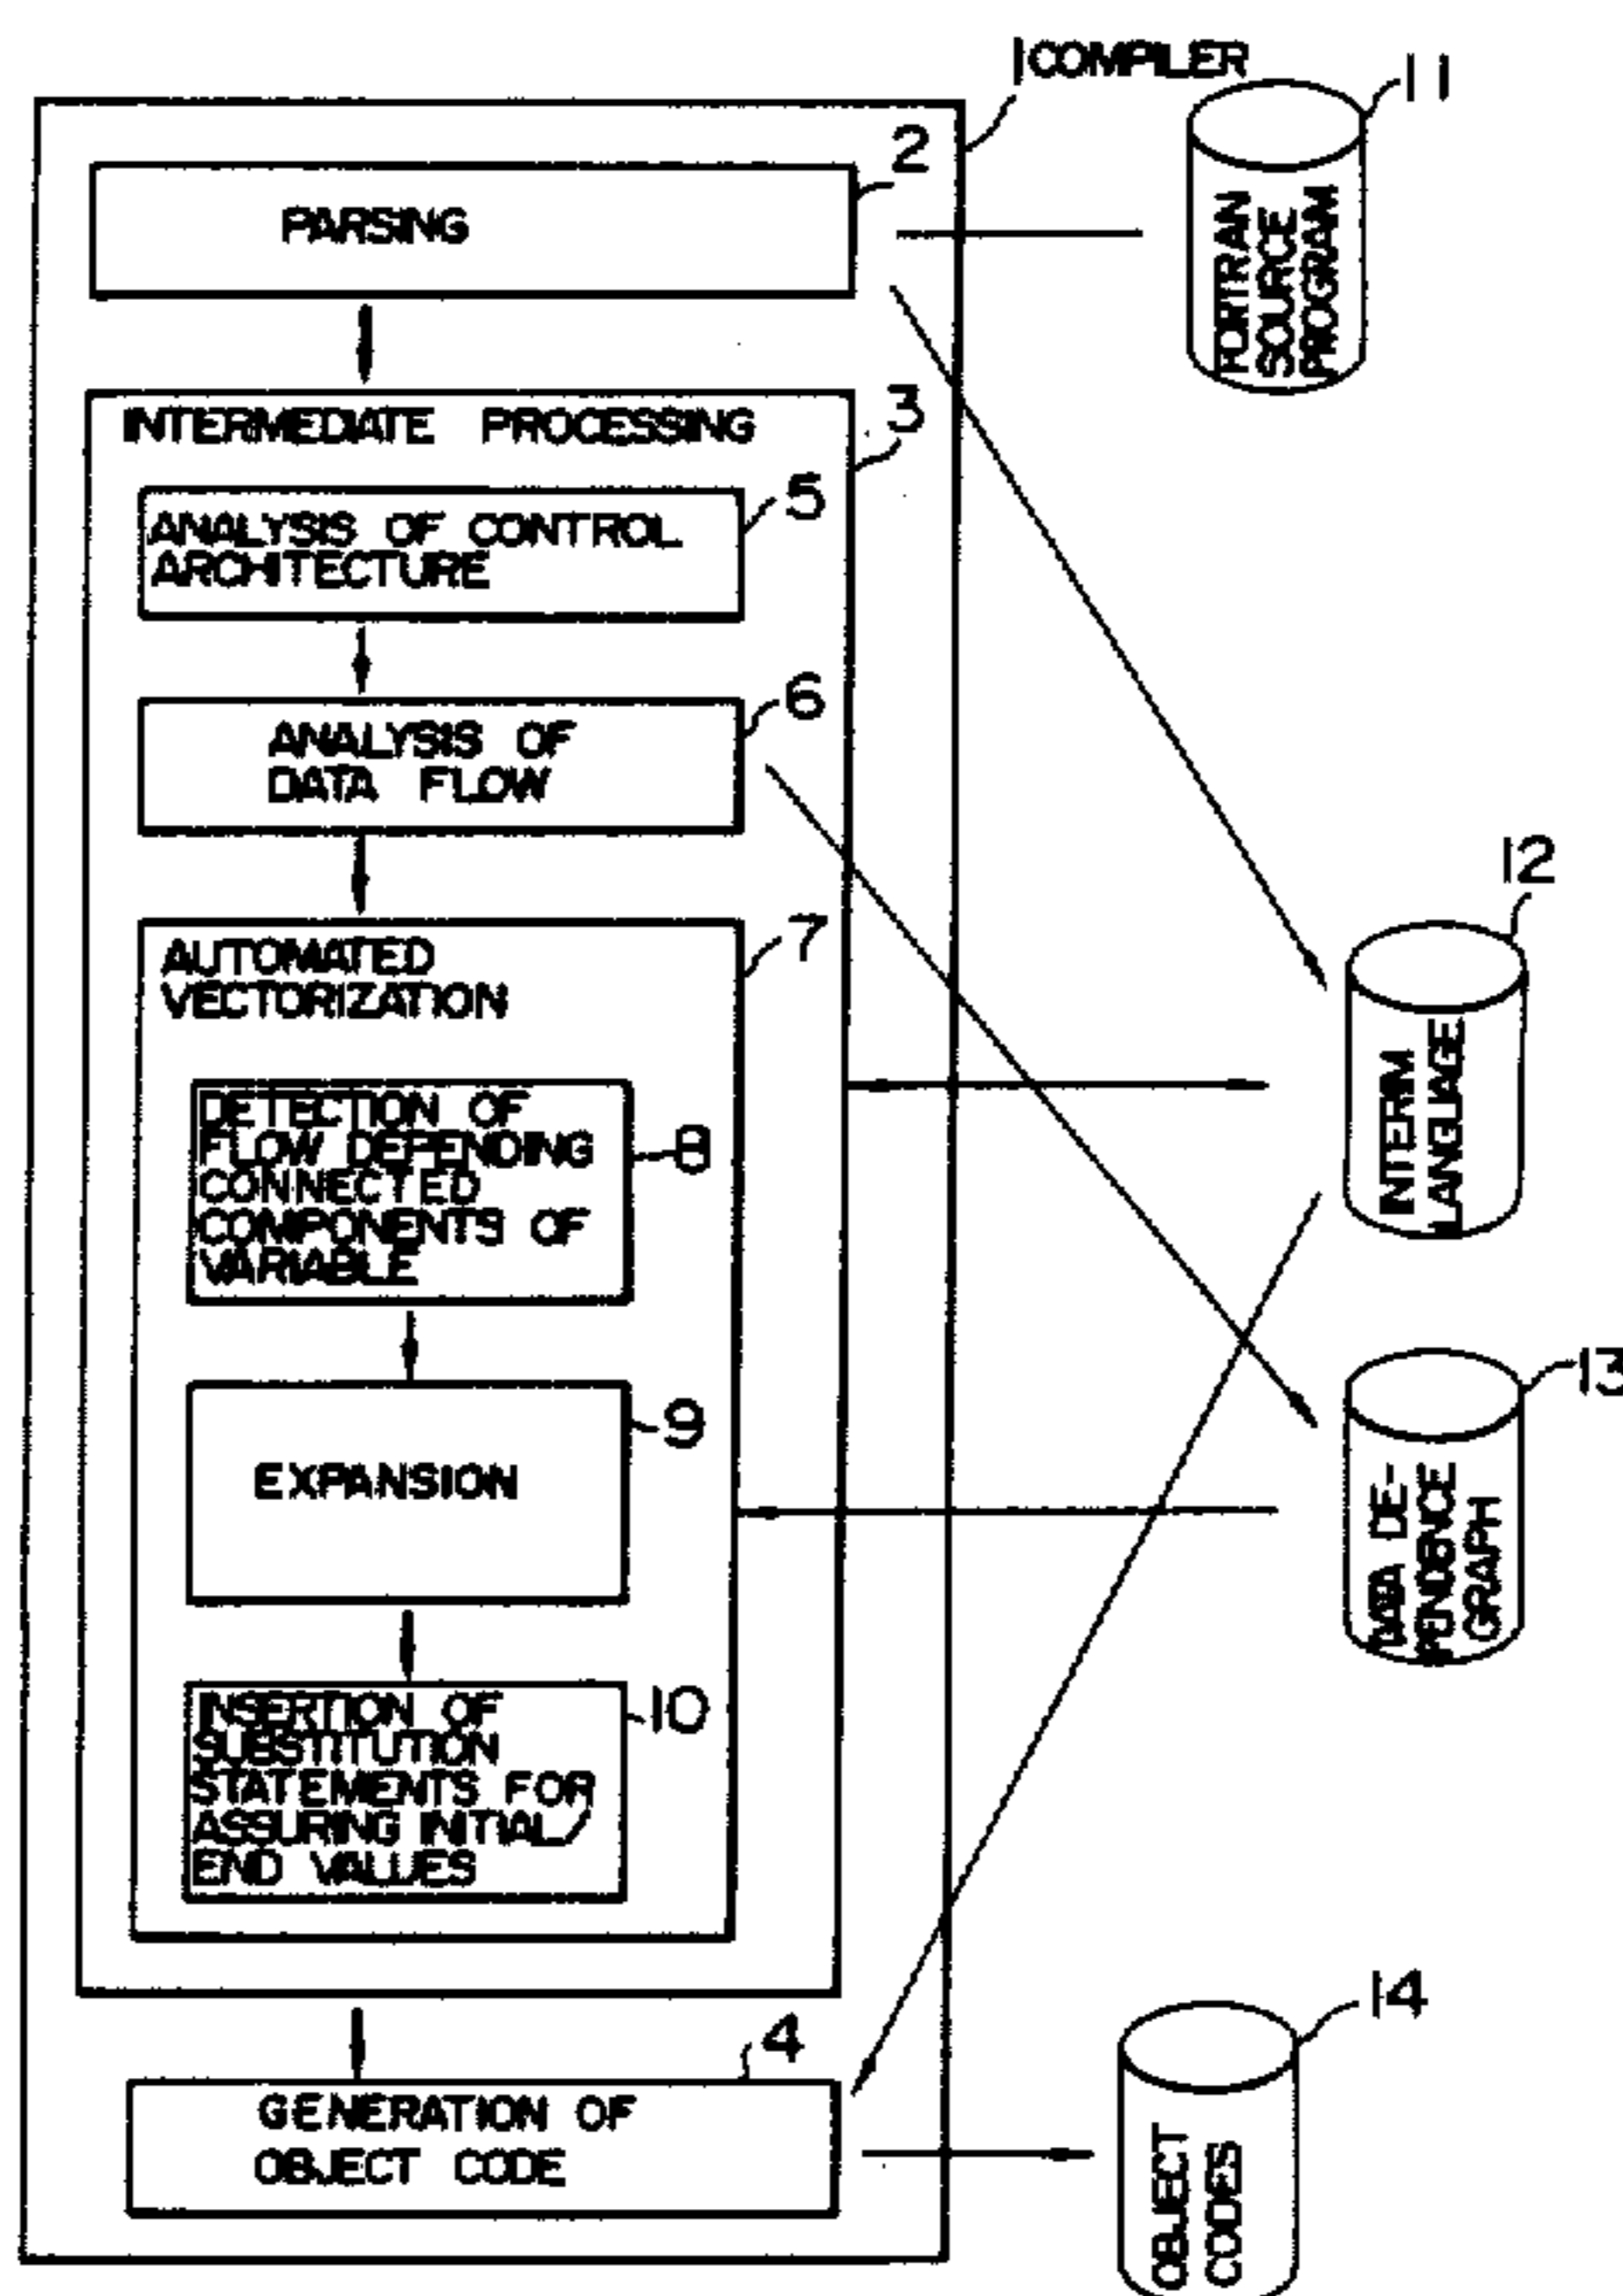 1 COMPILER
11
2
PARSING
FORTRAN
SOURCE
PROGRAM
3
INTERMEDIATE PROCESSING
5
ANALYSIS OF CONTROL
ARCHITECTURE
6
ANALYSIS OF
DATA FLOW
12
INTERIM
LANGUAGE
7
AUTOMATED
VECTORIZATION
DETECTION OF
FLOW DEPENDING
CONNECTED
COMPONENTS OF
VARIABLE
8
13
DATA DE-
PENDENCE
GRAPH
9
EXPANSION
10
INSERTION OF
SUBSTITUTION
STATEMENTS FOR
ASSURING INITIAL/
END VALUES
14
OBJECT
CODES
4
GENERATION OF
OBJECT CODE